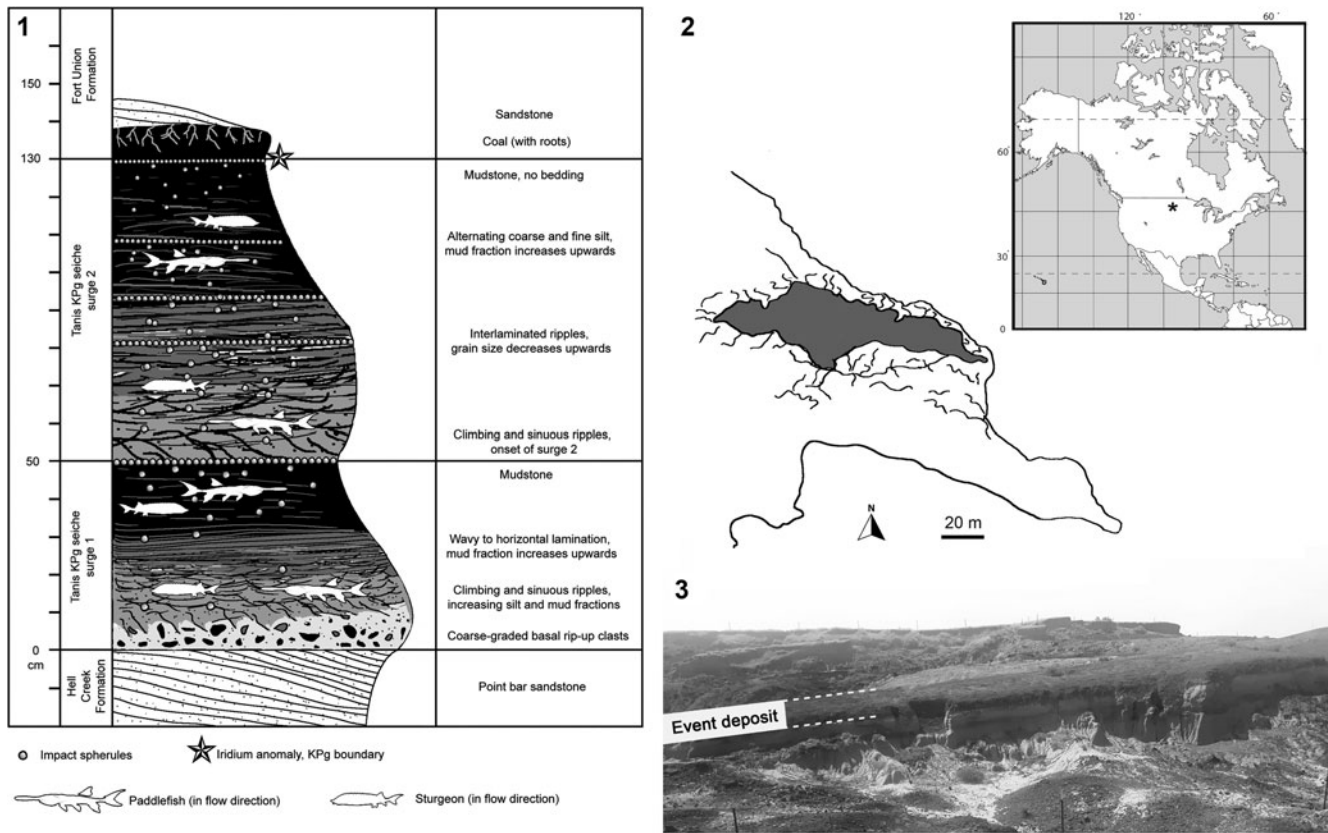 1
Fort Union
Formation
Tanis KPg seiche
surge 2
Tanis KPg seiche
surge 1
Hell
Creek
Formation
150
130
50
0
cm
Sandstone
Coal (with roots)
Mudstone, no bedding
Alternating coarse and fine silt,
mud fraction increases upwards
Interlaminated ripples,
grain size decreases upwards
Climbing and sinuous ripples,
onset of surge 2
Mudstone
Wavy to horizontal lamination,
mud fraction increases upwards
Climbing and sinuous ripples,
increasing silt and mud fractions
Coarse-graded basal rip-up clasts
Point bar sandstone
Impact spherules
Iridium anomaly, KPg boundary
Paddlefish (in flow direction)
Sturgeon (in flow direction)
2
120 °
60 °
60°
30°
0
*
N
20 m
3
Event deposit